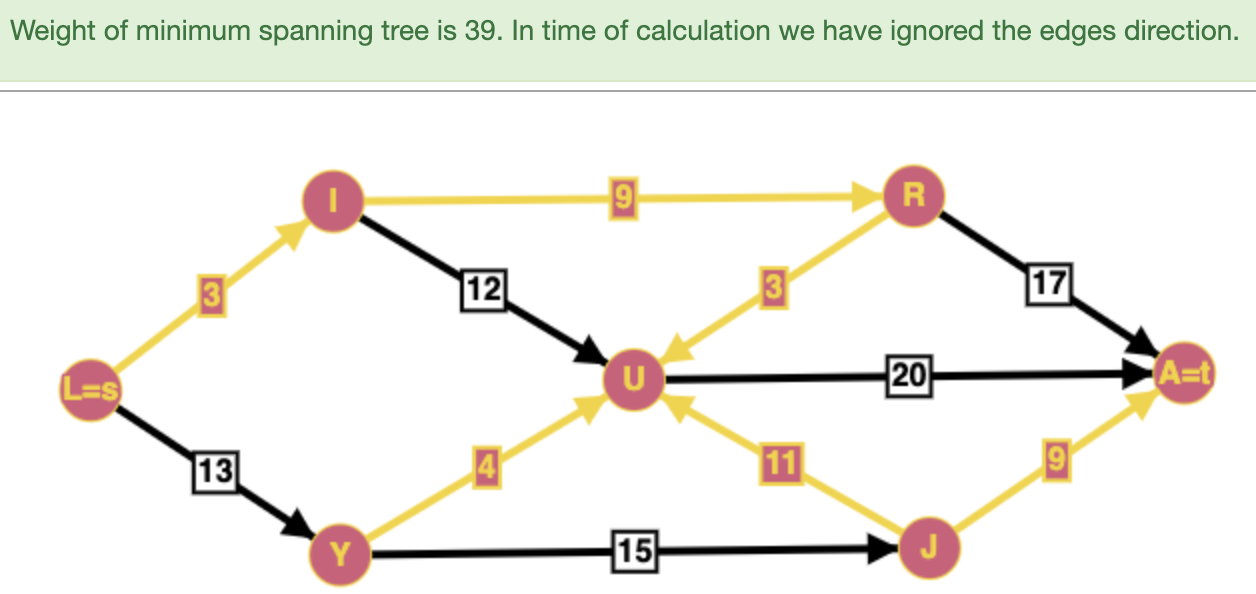 Weight of minimum spanning tree is 39. In time of calculation we have ignored the edges direction.
I
9
R
3
12
3
17
L=s
U
20
A=t
13
4
11
9
Y
15
J